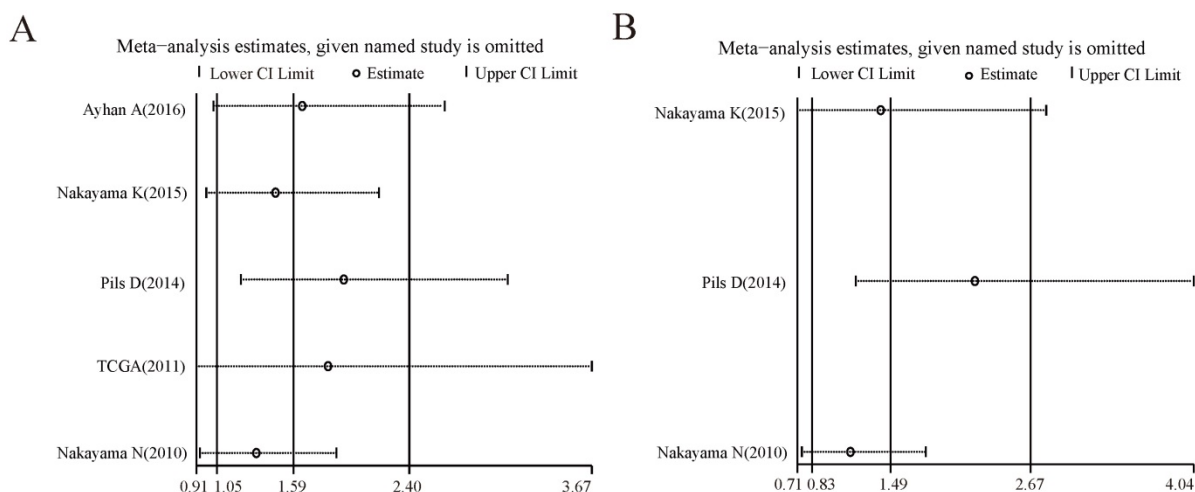 A
Meta−analysis estimates, given named study is omitted
Lower CI Limit Estimate Upper CI Limit
Ayhan A(2016)
Nakayama K(2015)
Pils D(2014)
TCGA(2011)
Nakayama N(2010)
0.91 1.05 1.59 2.40 3.67
B
Meta−analysis estimates, given named study is omitted
Lower CI Limit Estimate Upper CI Limit
Nakayama K(2015)
Pils D(2014)
Nakayama N(2010)
0.71 0.83 1.49 2.67 4.04